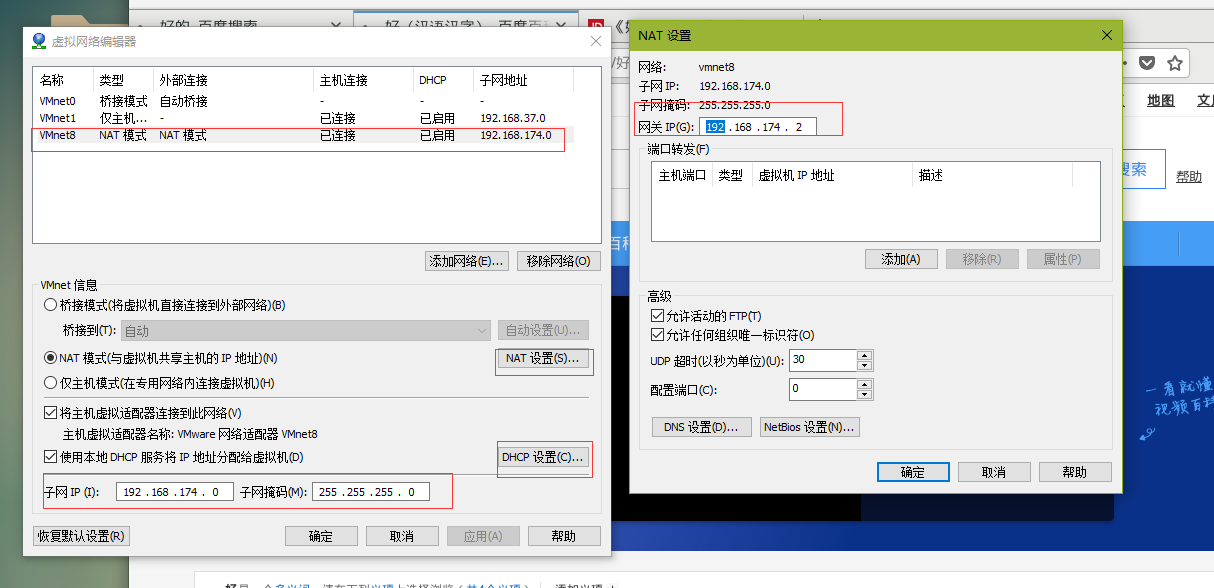 好的_百度搜索
好（汉语汉字）_百度百科
虚拟网络编辑器
名称 类型 外部连接 主机连接 DHCP 子网地址
VMnet0 桥接模式 自动桥接 - - -
VMnet1 仅主机... - 已连接 已启用 192.168.37.0
VMnet8 NAT 模式 NAT 模式 已连接 已启用 192.168.174.0
添加网络(E)... 移除网络(O)
VMnet 信息
桥接模式(将虚拟机直接连接到外部网络)(B)
桥接到(T): 自动 自动设置(U)...
NAT 模式(与虚拟机共享主机的 IP 地址)(N) NAT 设置(S)...
仅主机模式(在专用网络内连接虚拟机)(H)
将主机虚拟适配器连接到此网络(V)
主机虚拟适配器名称: VMware 网络适配器 VMnet8
使用本地 DHCP 服务将 IP 地址分配给虚拟机(D) DHCP 设置(C)...
子网 IP (I): 192 .168 .174 . 0 子网掩码(M): 255 .255 .255 . 0
恢复默认设置(R) 确定 取消 应用(A) 帮助
NAT 设置
网络: vmnet8
子网 IP: 192.168.174.0
子网掩码: 255.255.255.0
网关 IP(G): 192 .168 .174 . 2
端口转发(F)
主机端口 类型 虚拟机 IP 地址 描述
添加(A) 移除(R) 属性(P)
高级
允许活动的 FTP(T)
允许任何组织唯一标识符(O)
UDP 超时(以秒为单位)(U): 30
配置端口(C): 0
DNS 设置(D)... NetBios 设置(N)...
确定 取消 帮助
地图
搜索
帮助
一看就懂
视频百科